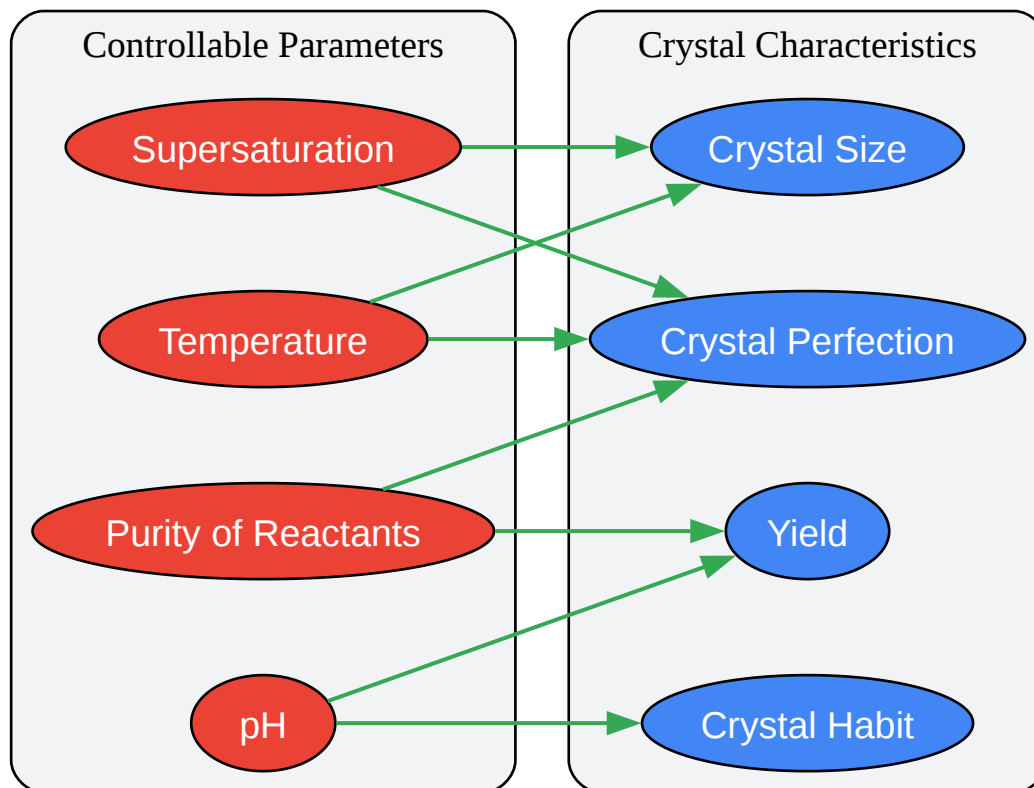 Controllable Parameters
Supersaturation
Temperature
Purity of Reactants
pH
Crystal Characteristics
Crystal Size
Crystal Perfection
Yield
Crystal Habit